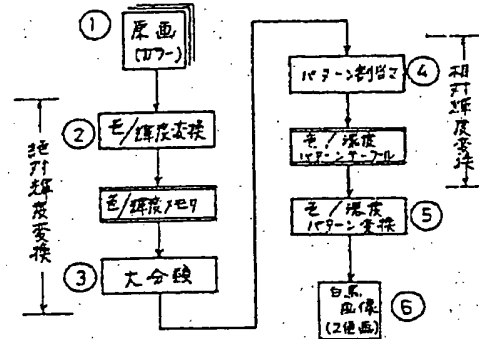 ①
原画
(カラー)
絶対輝度変換
②
色/輝度変換
色/輝度メモリ
③
大分類
④
パターン割当て
相対輝度変換
色/濃度
パターンテーブル
⑤
色/濃度
パターン変換
⑥
白黒
画像
(2値画)